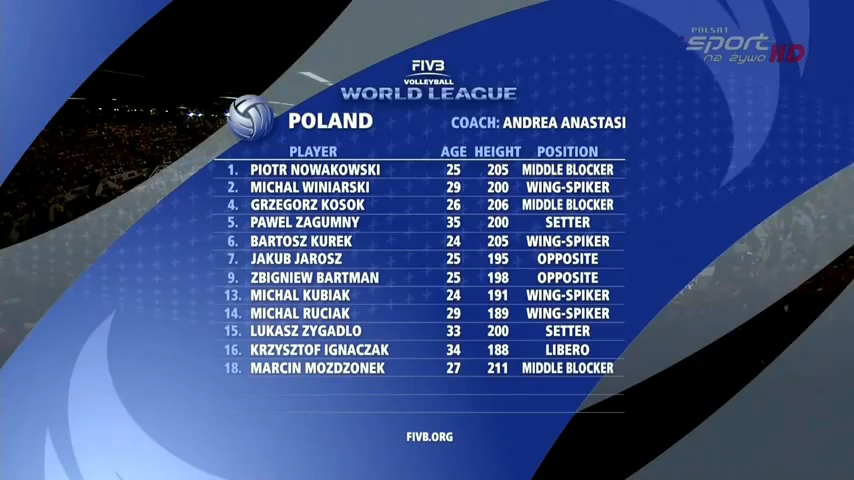 POLSAT
sport HD
na żywo
FIVB
VOLLEYBALL
WORLD LEAGUE
POLAND COACH: ANDREA ANASTASI
PLAYER AGE HEIGHT POSITION
1. PIOTR NOWAKOWSKI 25 205 MIDDLE BLOCKER
2. MICHAL WINIARSKI 29 200 WING-SPIKER
4. GRZEGORZ KOSOK 26 206 MIDDLE BLOCKER
5. PAWEL ZAGUMNY 35 200 SETTER
6. BARTOSZ KUREK 24 205 WING-SPIKER
7. JAKUB JAROSZ 25 195 OPPOSITE
9. ZBIGNIEW BARTMAN 25 198 OPPOSITE
13. MICHAL KUBIAK 24 191 WING-SPIKER
14. MICHAL RUCIAK 29 189 WING-SPIKER
15. LUKASZ ZYGADLO 33 200 SETTER
16. KRZYSZTOF IGNACZAK 34 188 LIBERO
18. MARCIN MOZDZONEK 27 211 MIDDLE BLOCKER
FIVB.ORG